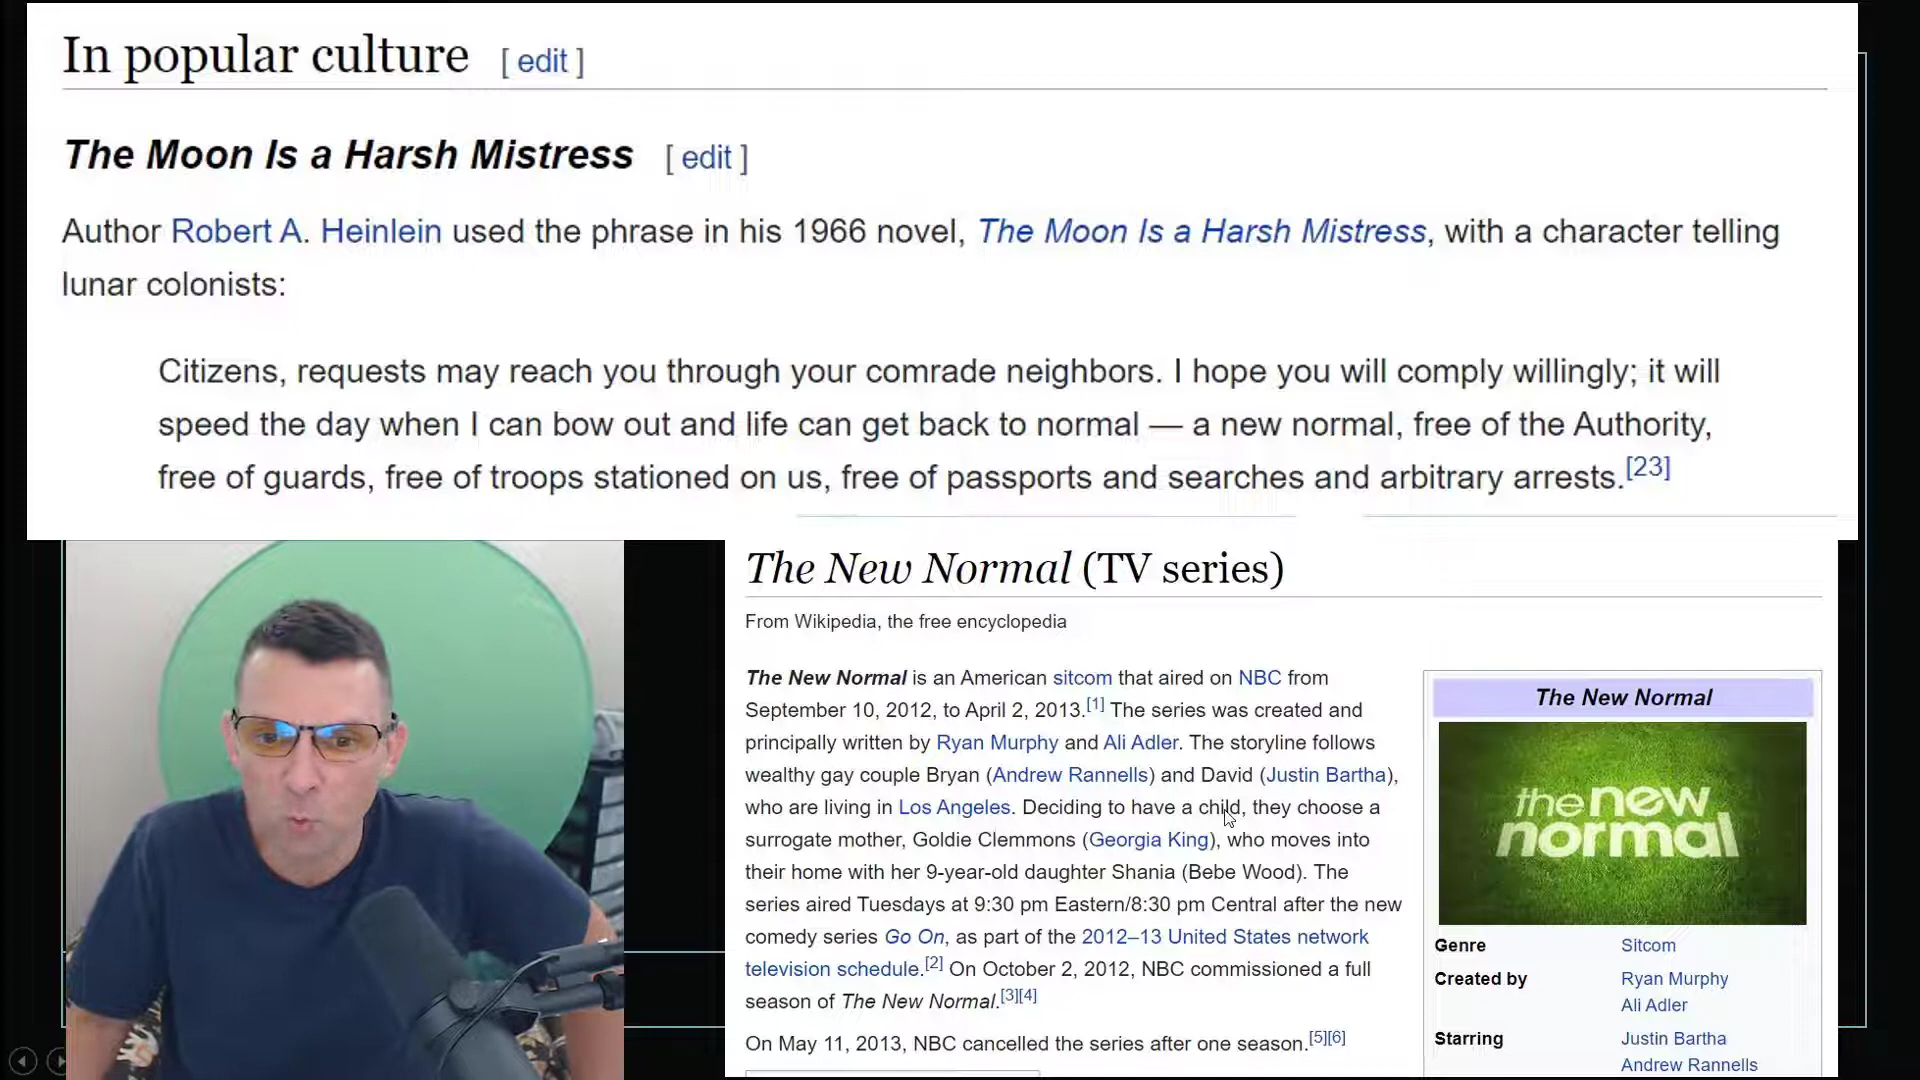 In popular culture [ edit ]
The Moon Is a Harsh Mistress [ edit ]
Author Robert A. Heinlein used the phrase in his 1966 novel, The Moon Is a Harsh Mistress, with a character telling
lunar colonists:
Citizens, requests may reach you through your comrade neighbors. I hope you will comply willingly; it will
speed the day when I can bow out and life can get back to normal — a new normal, free of the Authority,
free of guards, free of troops stationed on us, free of passports and searches and arbitrary arrests.[23]
The New Normal (TV series)
From Wikipedia, the free encyclopedia
The New Normal is an American sitcom that aired on NBC from
September 10, 2012, to April 2, 2013.[1] The series was created and
principally written by Ryan Murphy and Ali Adler. The storyline follows
wealthy gay couple Bryan (Andrew Rannells) and David (Justin Bartha),
who are living in Los Angeles. Deciding to have a child, they choose a
surrogate mother, Goldie Clemmons (Georgia King), who moves into
their home with her 9-year-old daughter Shania (Bebe Wood). The
series aired Tuesdays at 9:30 pm Eastern/8:30 pm Central after the new
comedy series Go On, as part of the 2012–13 United States network
television schedule.[2] On October 2, 2012, NBC commissioned a full
season of The New Normal.[3][4]
On May 11, 2013, NBC cancelled the series after one season.[5][6]
The New Normal
the new
normal
Genre Sitcom
Created by Ryan Murphy
Ali Adler
Starring Justin Bartha
Andrew Rannells